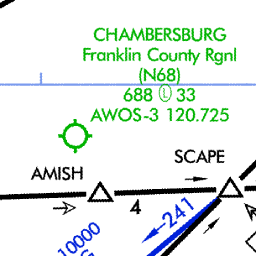 CHAMBERSBURG
Franklin County Rgnl
(N68)
688 Ⓛ 33
AWOS-3 120.725
SCAPE
AMISH
4
241
10000
G